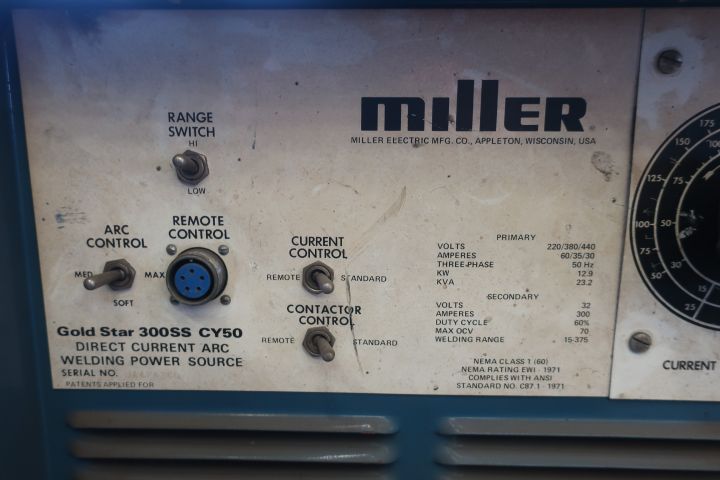 miller
MILLER ELECTRIC MFG. CO., APPLETON, WISCONSIN, USA
RANGE
SWITCH
HI
LOW
ARC
CONTROL
MED.
MAX
SOFT
REMOTE
CONTROL
CURRENT
CONTROL
REMOTE
STANDARD
CONTACTOR
CONTROL
REMOTE
STANDARD
PRIMARY
VOLTS 220/380/440
AMPERES 60/35/30
THREE-PHASE 50 Hz
KW 12.9
KVA 23.2
SECONDARY
VOLTS 32
AMPERES 300
DUTY CYCLE 60%
MAX OCV 70
WELDING RANGE 15-375
NEMA CLASS 1 (60)
NEMA RATING EWI - 1971
COMPLIES WITH ANSI
STANDARD NO. C87.1 - 1971
Gold Star 300SS CY50
DIRECT CURRENT ARC
WELDING POWER SOURCE
SERIAL NO.
PATENTS APPLIED FOR
175
150
125
100
75
50
100
75
50
25
15
CURRENT